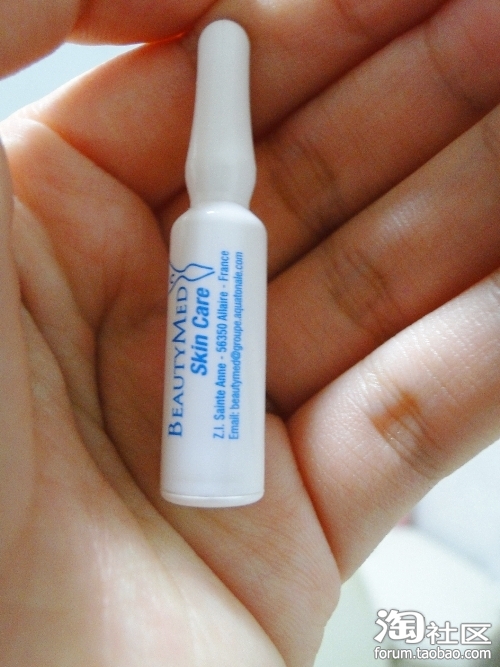 BEAUTYMED
Skin Care
Z.I. Sainte Anne - 56350 Allaire - France
Email: beautymed@groupe.aquatonale.com
淘社区
forum.taobao.com